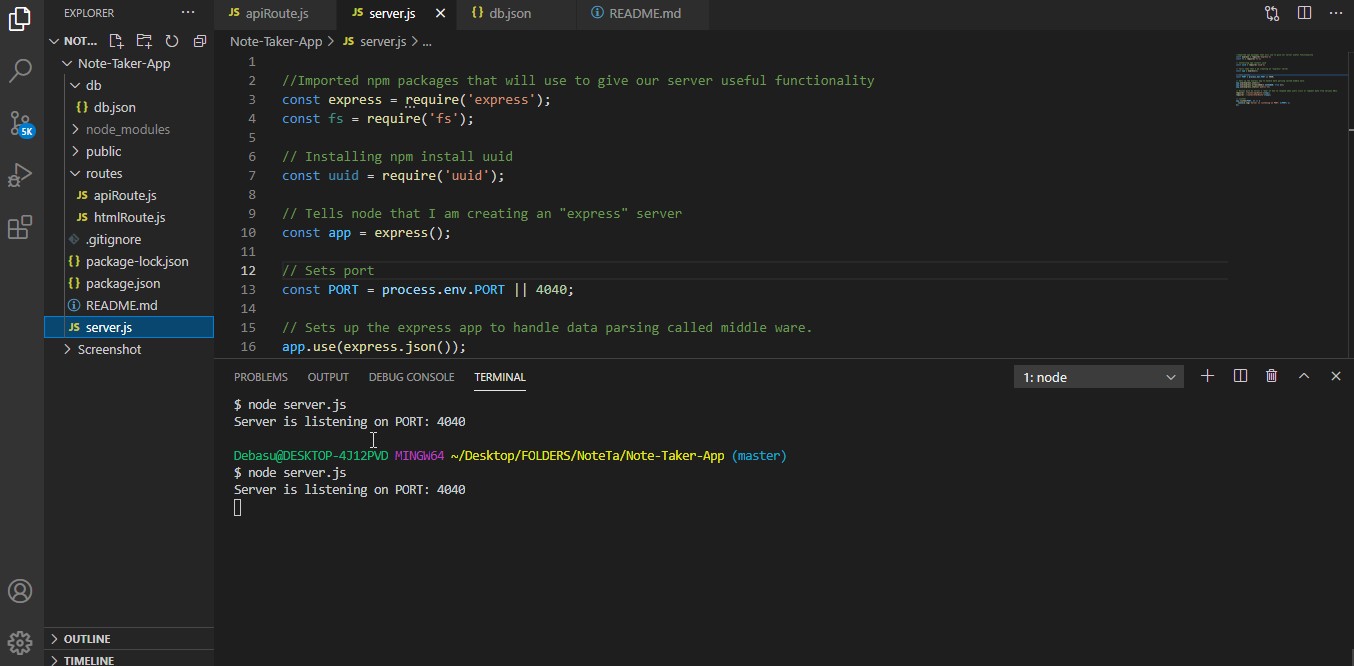 EXPLORER ···
JS apiRoute.js JS server.js {} db.json README.md ···
NOT...
Note-Taker-App > JS server.js > ...
Note-Taker-App
db
{} db.json
node_modules
public
routes
JS apiRoute.js
JS htmlRoute.js
.gitignore
{} package-lock.json
{} package.json
README.md
JS server.js
Screenshot
5K
OUTLINE
TIMELINE
1
2 //Imported npm packages that will use to give our server useful functionality
3 const express = require('express');
4 const fs = require('fs');
5
6 // Installing npm install uuid
7 const uuid = require('uuid');
8
9 // Tells node that I am creating an "express" server
10 const app = express();
11
12 // Sets port
13 const PORT = process.env.PORT || 4040;
14
15 // Sets up the express app to handle data parsing called middle ware.
16 app.use(express.json());
PROBLEMS OUTPUT DEBUG CONSOLE TERMINAL 1: node
$ node server.js
Server is listening on PORT: 4040
Debasu@DESKTOP-4J12PVD MINGW64 ~/Desktop/FOLDERS/NoteTa/Note-Taker-App (master)
$ node server.js
Server is listening on PORT: 4040